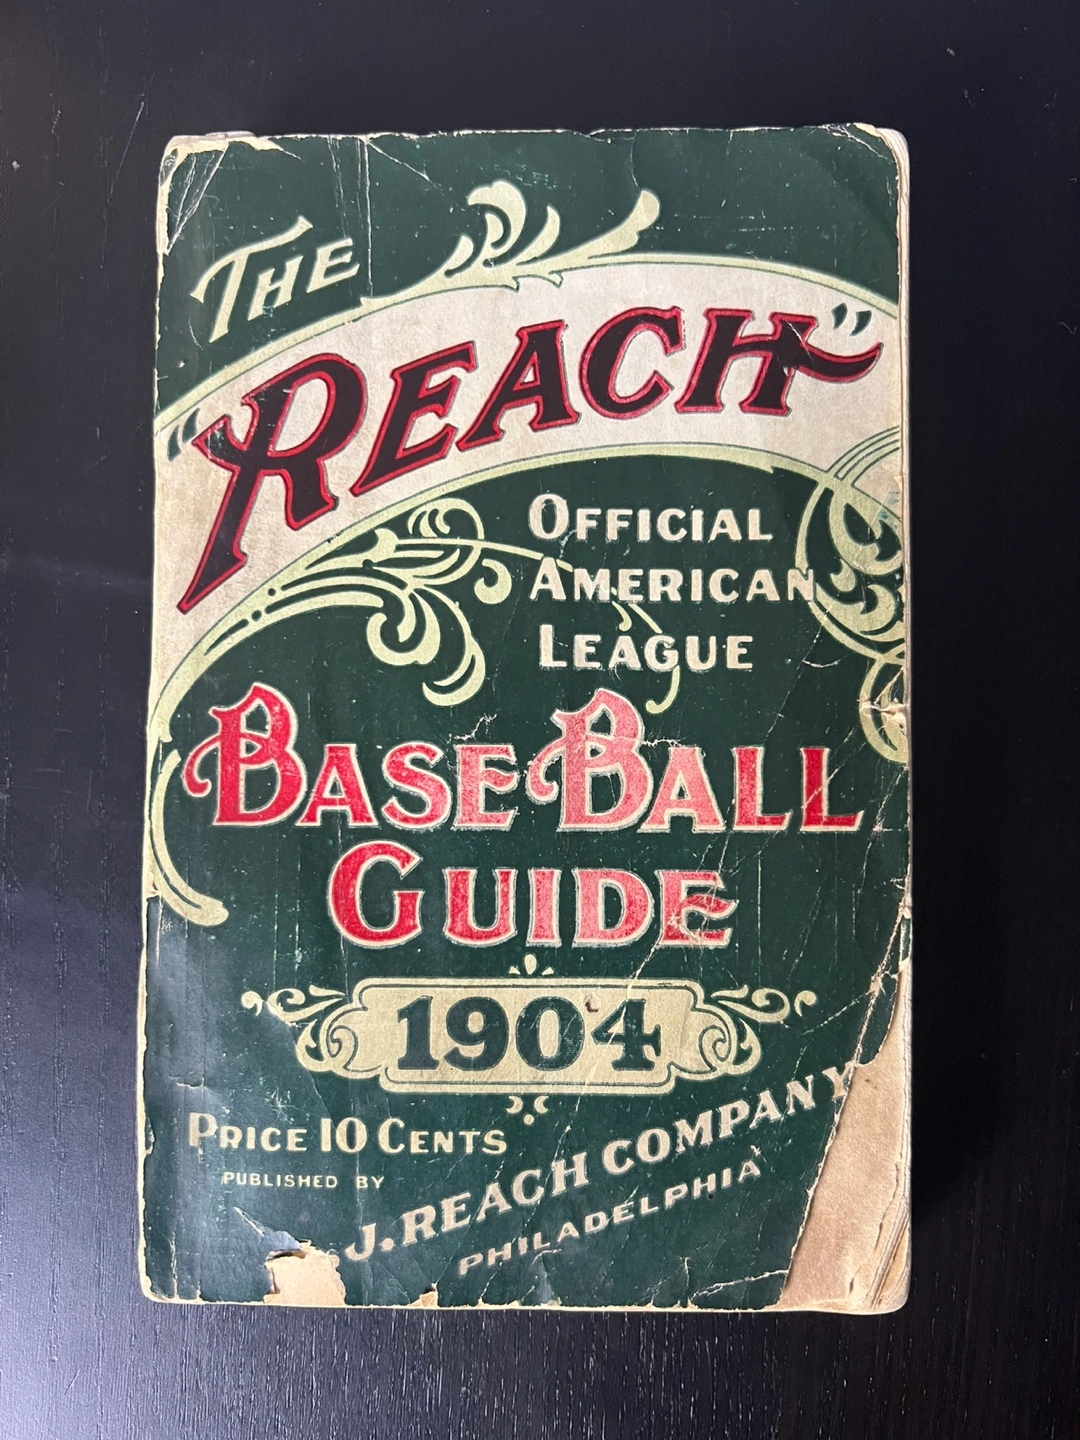 THE
"REACH"
OFFICIAL
AMERICAN
LEAGUE
BASE BALL
GUIDE
1904
PRICE 10 CENTS
PUBLISHED BY
J. REACH COMPANY
PHILADELPHIA